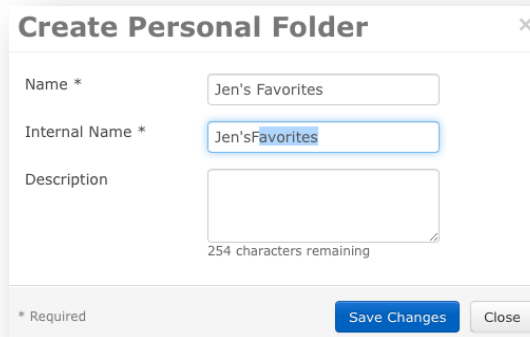 Create Personal Folder ×
Name * Jen's Favorites
Internal Name * Jen'sFavorites
Description
254 characters remaining
* Required Save Changes Close